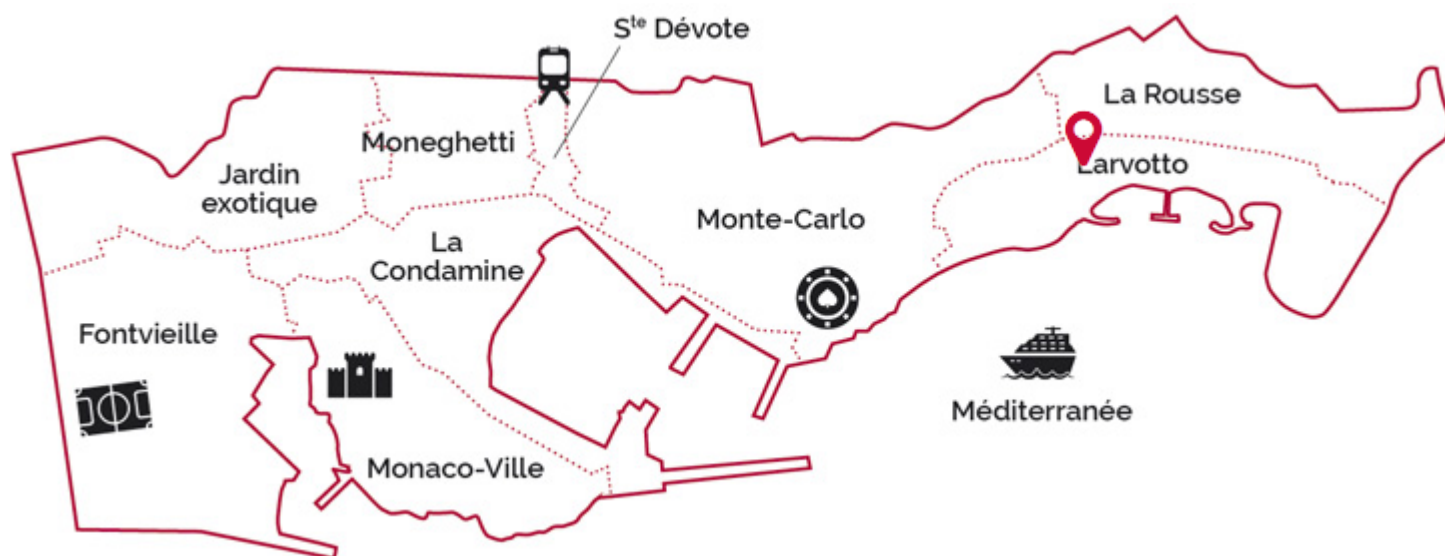 Sᵗᵉ Dévote
La Rousse
Moneghetti
Larvotto
Jardin
exotique
Monte-Carlo
La
Condamine
Fontvieille
Méditerranée
Monaco-Ville